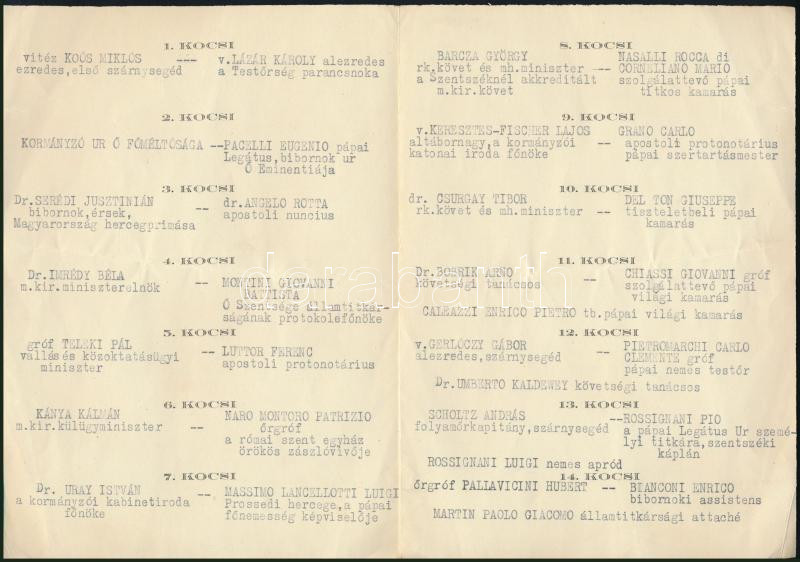 1. KOCSI
vitéz KOÓS MIKLÓS --- v.LÁZÁR KÁROLY alezredes
ezredes,első szárnysegéd a Testőrség parancsnoka
2. KOCSI
KORMÁNYZÓ UR Ő FŐMÉLTÓSÁGA --PACELLI EUGENIO pápai
Legátus,bibornok ur
Ő Eminentiája
3. KOCSI
Dr.SERÉDI JUSZTINIÁN dr.ANGELO ROTTA
bibornok,érsek, -- apostoli nuncius
Magyarország hercegprimása
4. KOCSI
Dr.IMRÉDY BÉLA -- MONTINI GIOVANNI
m.kir.miniszterelnök BATTISTA
Ő Szentsége államtitkár-
ságának protokolefőnöke
5. KOCSI
gróf TELEKI PÁL
vallás és közoktatásügyi -- LUTTOR FERENC
miniszter apostoli protonotárius
6. KOCSI
KÁNYA KÁLMÁN NARO MONTORO PATRIZIO
m.kir.külügyminiszter -- őrgróf
a római szent egyház
örökös zászlóvivője
7. KOCSI
Dr. URAY ISTVÁN -- MASSIMO LANCELLOTTI LUIGI
a kormányzói kabinetiroda Prossedi hercege,a pápai
főnöke főnemesség képviselője
8. KOCSI
BARCZA GYÖRGY NASALLI ROCCA di
rk.követ és mh.miniszter -- CORNELIANO MARIO
a Szentszéknél akkreditált szolgálattevő pápai
m.kir.követ titkos kamarás
9. KOCSI
v.KERESZTES-FISCHER LAJOS GRANO CARLO
altábornagy,a kormányzói -- apostoli protonotárius
katonai iroda főnöke pápai szertartásmester
10. KOCSI
dr. CSURGAY TIBOR DEL TON GIUSEPPE
rk.követ és mh.miniszter -- tiszteletbeli pápai
kamarás
11. KOCSI
Dr.BOBRIK ARNO -- CHIASSI GIOVANNI gróf
követségi tanácsos szolgálattevő pápai
világi kamarás
GALEAZZI ENRICO PIETRO tb.pápai világi kamarás
12. KOCSI
v.GERLÓCZY GÁBOR -- PIETROMARCHI CARLO
alezredes,szárnysegéd CLEMENTE gróf
pápai nemes testőr
Dr.UMBERTO KALDEWEY követségi tanácsos
13. KOCSI
SCHOLTZ ANDRÁS --ROSSIGNANI PIO
folyamőrkapitány,szárnysegéd a pápai Legátus Ur szemé-
lyi titkára,szentszéki
káplán
ROSSIGNANI LUIGI nemes apród
14. KOCSI
őrgróf PALLAVICINI HUBERT -- BIANCONI ENRICO
bibornoki assistens
MARTIN PAOLO GIACOMO államtitkársági attaché
darabanth